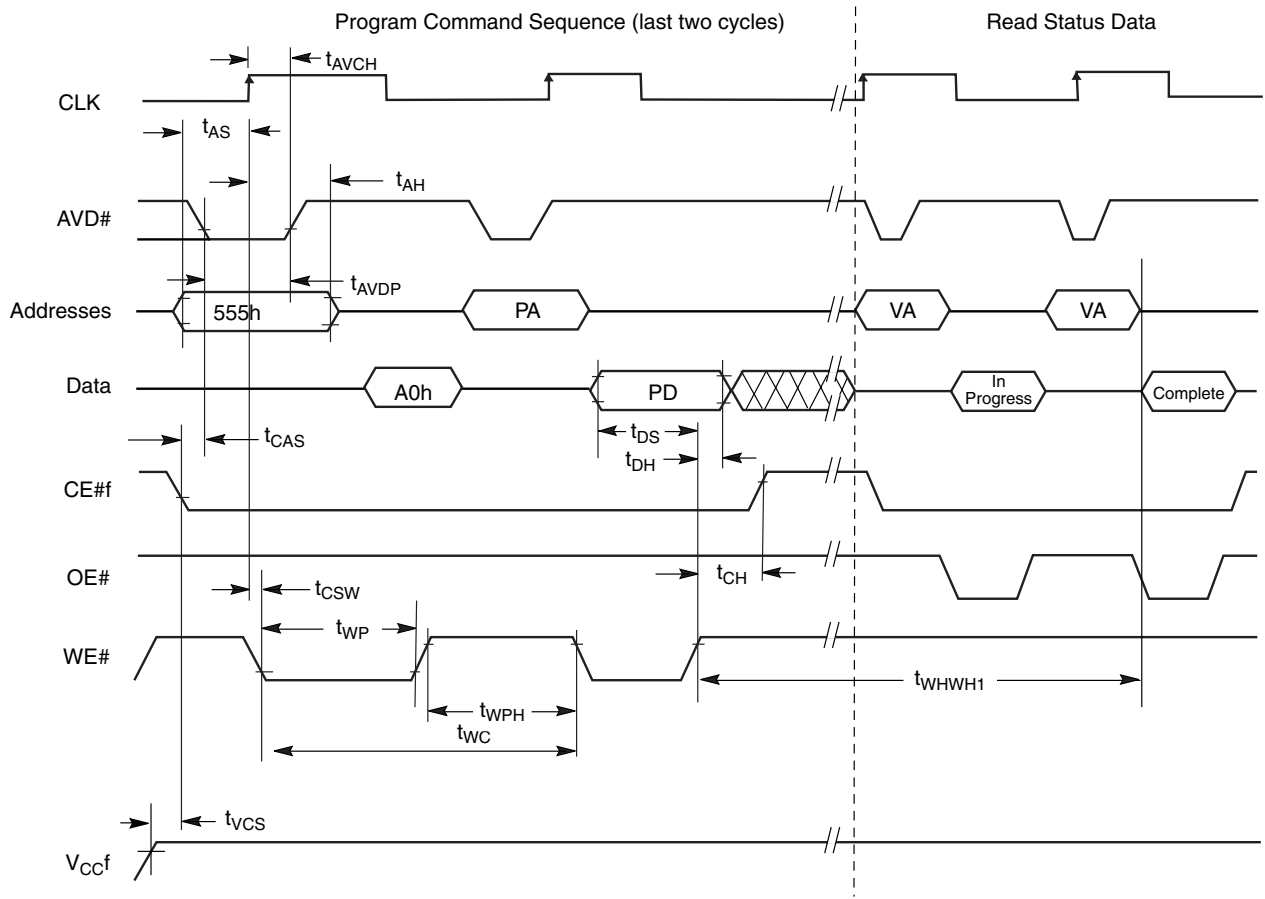 Program Command Sequence (last two cycles)
Read Status Data
tAVCH
CLK
tAS
tAH
AVD#
tAVDP
Addresses
555h
PA
VA
VA
Data
A0h
PD
In
Progress
Complete
tCAS
tDS
tDH
CE#f
OE#
tCH
tCSW
tWP
WE#
tWHWH1
tWPH
tWC
tVCS
VCCf